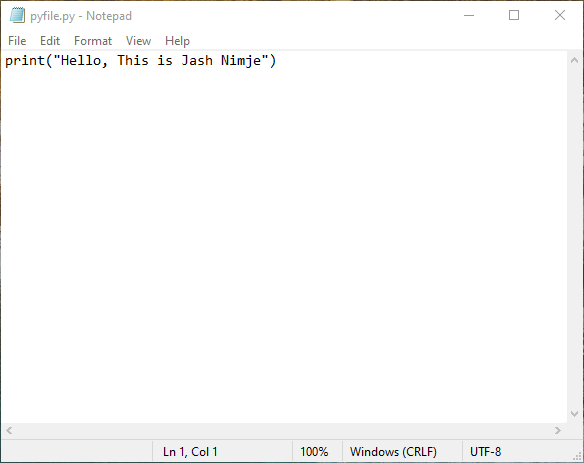 pyfile.py - Notepad
File Edit Format View Help
print("Hello, This is Jash Nimje")
Ln 1, Col 1 100% Windows (CRLF) UTF-8